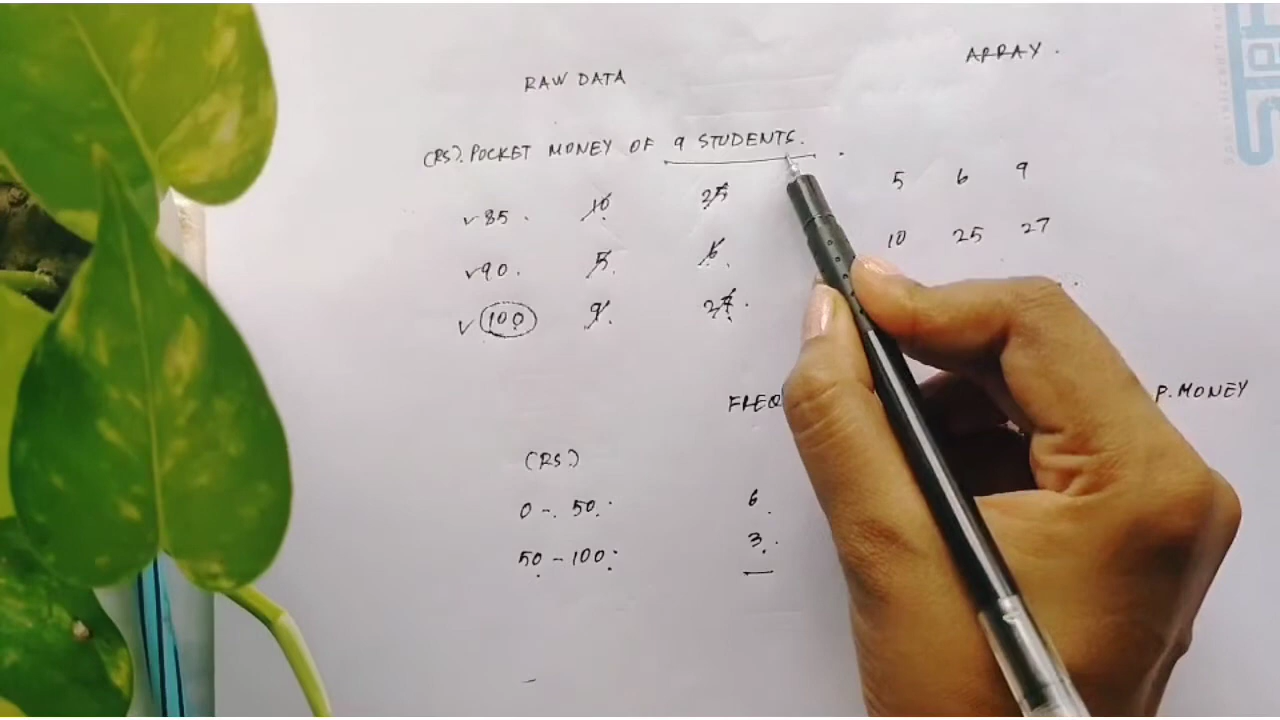 RAW DATA
ARRAY.
(RS). POCKET MONEY OF 9 STUDENTS.
✓ 85. 10 25
✓ 90. 5. 6.
✓ 100 9. 27.
5 6 9
10 25 27
P. MONEY
(RS.)
0 - 50. 6.
50 - 100. 3.